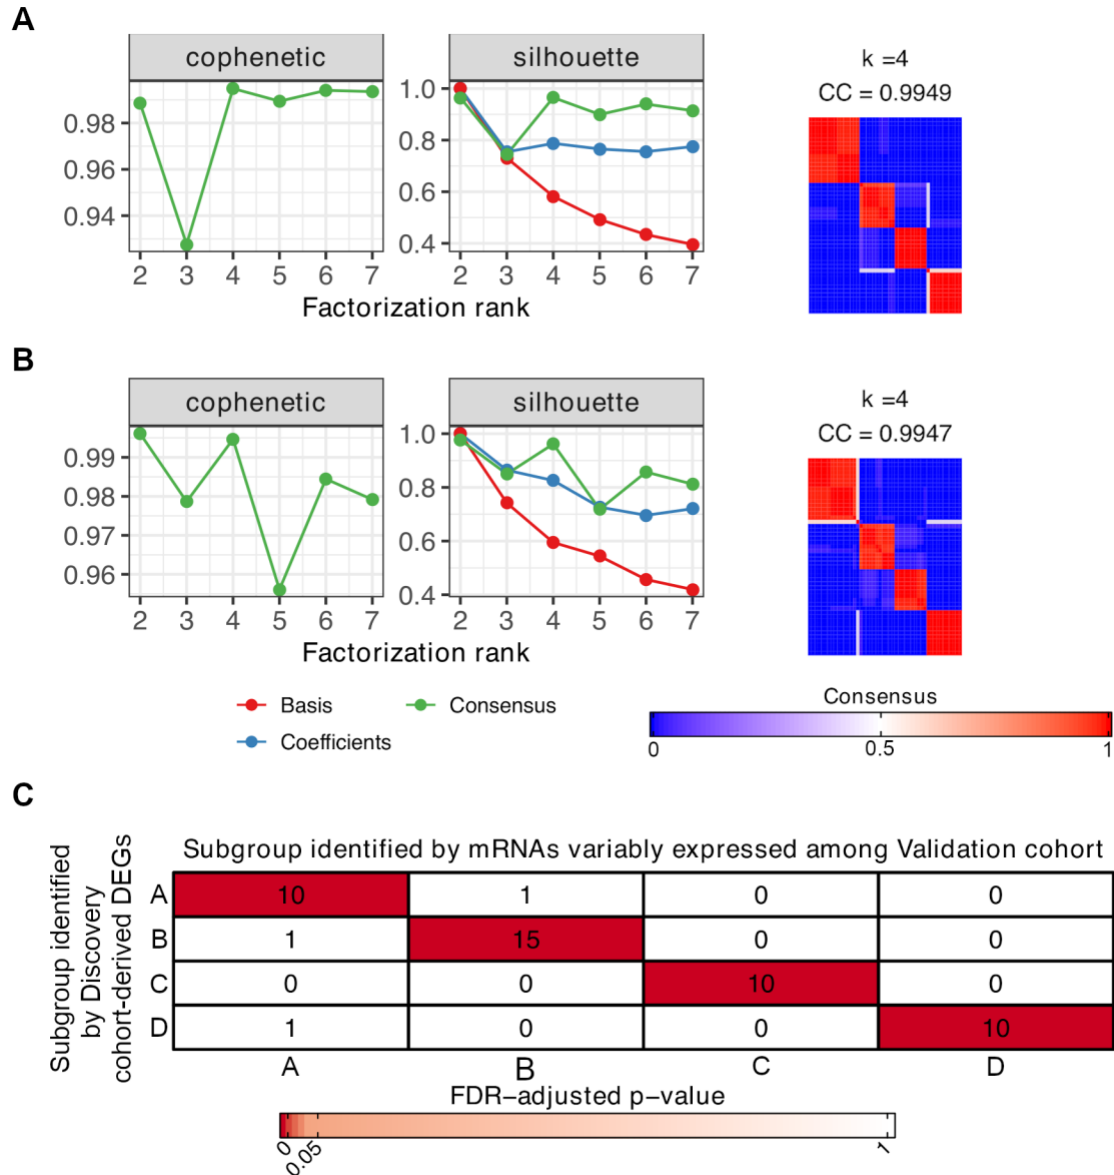 A
cophenetic
silhouette
k =4
CC = 0.9949
0.98
0.96
0.94
1.0
0.8
0.6
0.4
2 3 4 5 6 7
2 3 4 5 6 7
Factorization rank
B
cophenetic
silhouette
k =4
CC = 0.9947
0.99
0.98
0.97
0.96
1.0
0.8
0.6
0.4
2 3 4 5 6 7
2 3 4 5 6 7
Factorization rank
Basis
Consensus
Coefficients
Consensus
0 0.5 1
C
Subgroup identified
by Discovery
cohort-derived DEGs
Subgroup identified by mRNAs variably expressed among Validation cohort
A 10 1 0 0
B 1 15 0 0
C 0 0 10 0
D 1 0 0 10
A B C D
FDR−adjusted p−value
0 0.05 1